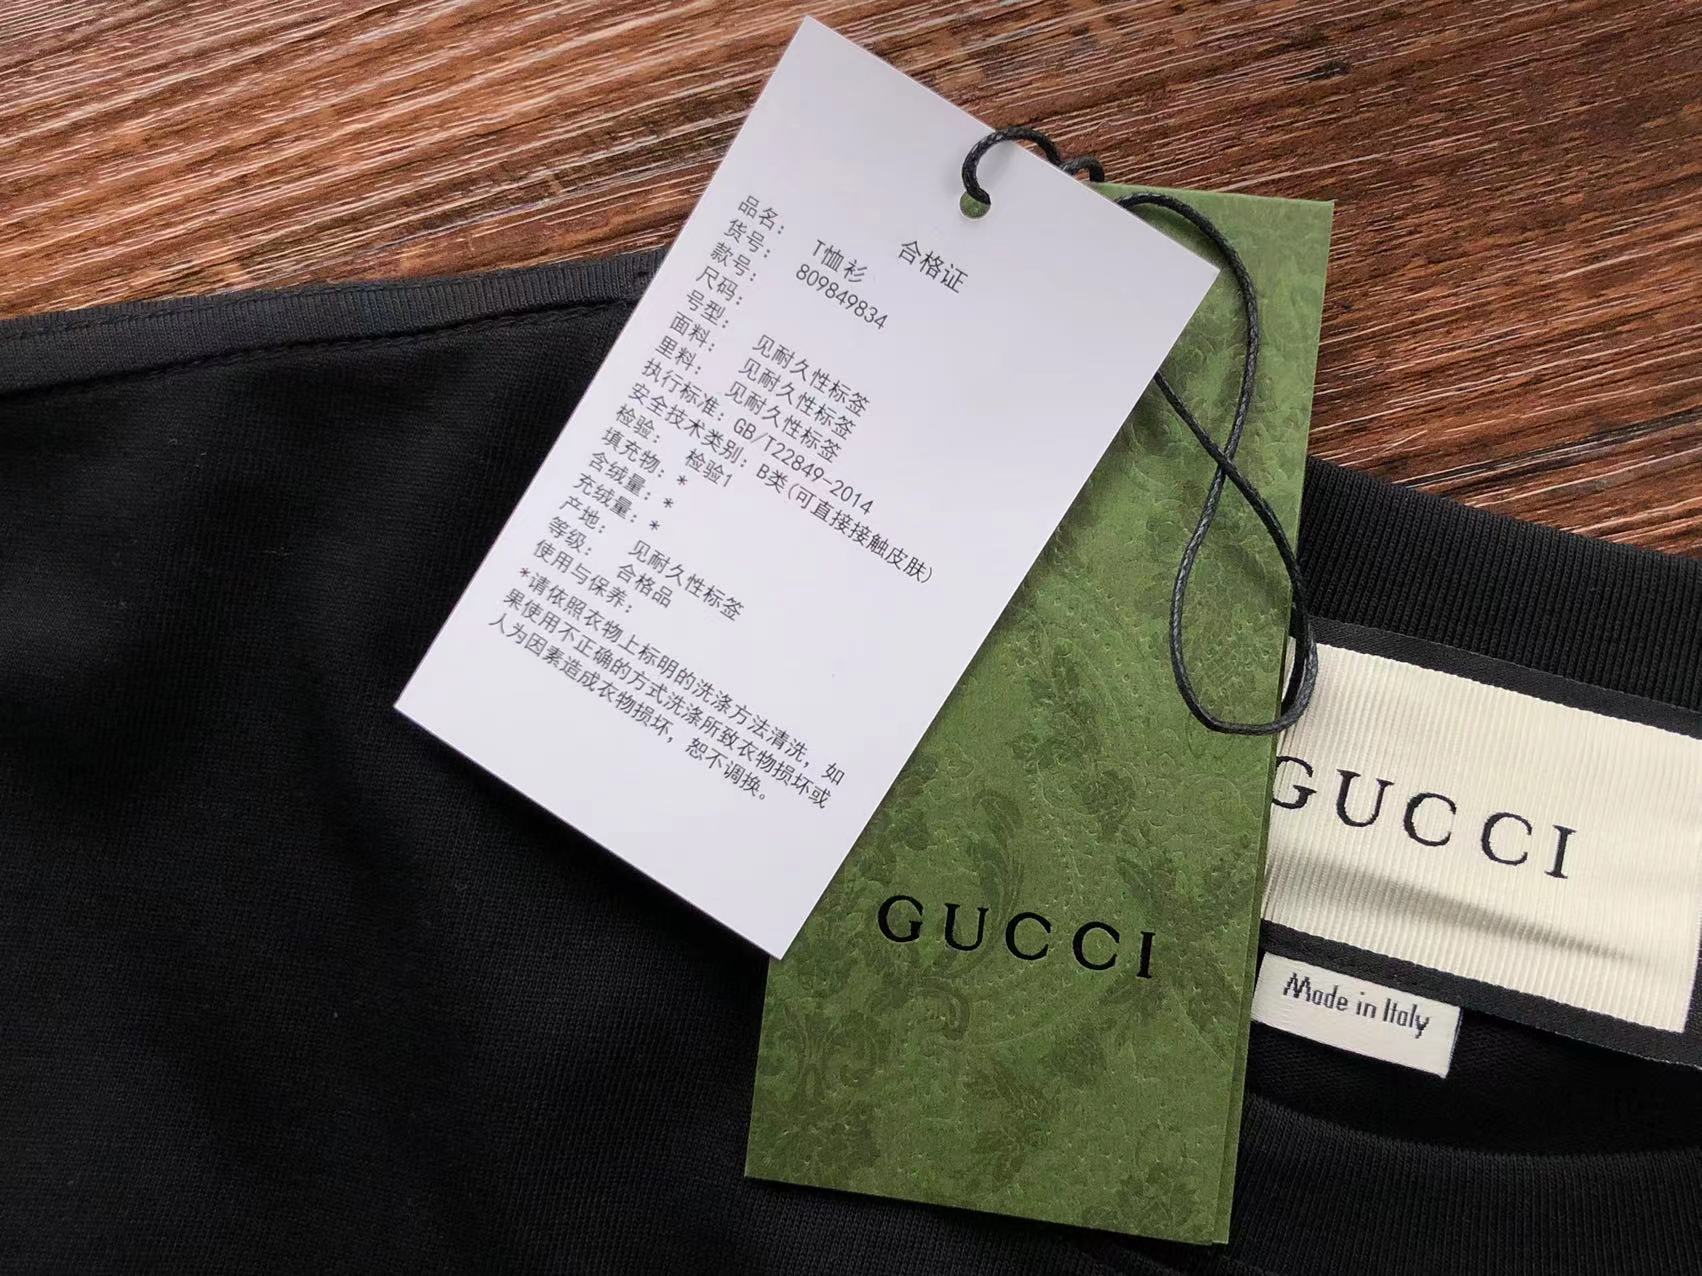 合格证
品名: T恤衫
货号: 809849834
款号:
尺码: 见耐久性标签
号型: 见耐久性标签
面料: 见耐久性标签
里料:
执行标准: GB/T22849-2014
安全技术类别: B类(可直接接触皮肤)
检验: 检验1
填充物: *
含绒量: *
充绒量: *
产地: 见耐久性标签
等级: 合格品
使用与保养:
*请依照衣物上标明的洗涤方法清洗，如
果使用不正确的方式洗涤所致衣物损坏或
人为因素造成衣物损坏，恕不调换。
GUCCI
GUCCI
Made in Italy